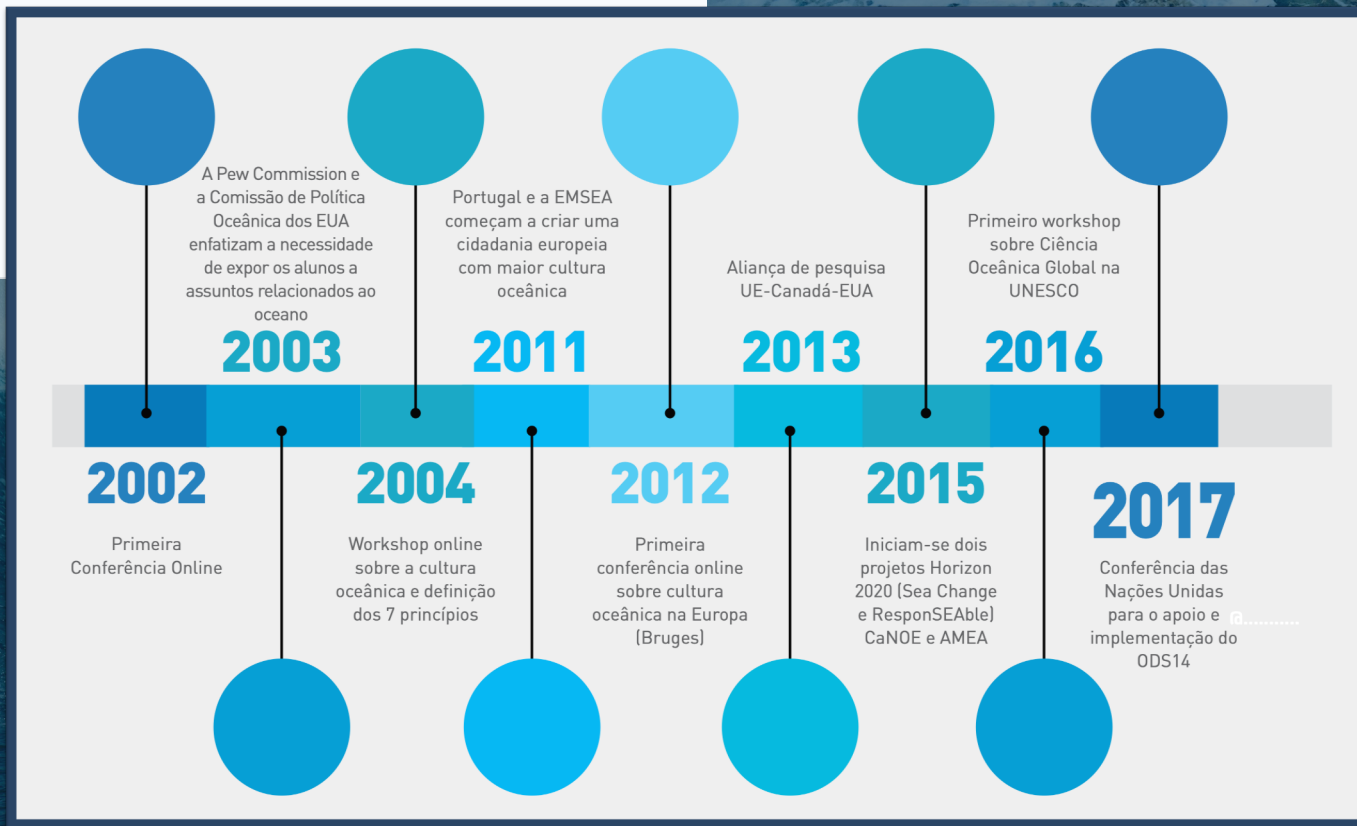 A Pew Commission e
a Comissão de Política
Oceânica dos EUA
enfatizam a necessidade
de expor os alunos a
assuntos relacionados ao
oceano
2003
Portugal e a EMSEA
começam a criar uma
cidadania europeia
com maior cultura
oceânica
2011
Aliança de pesquisa
UE-Canadá-EUA
2013
Primeiro workshop
sobre Ciência
Oceânica Global na
UNESCO
2016
2002
Primeira
Conferência Online
2004
Workshop online
sobre a cultura
oceânica e definição
dos 7 princípios
2012
Primeira
conferência online
sobre cultura
oceânica na Europa
(Bruges)
2015
Iniciam-se dois
projetos Horizon
2020 (Sea Change
e ResponSEAble)
CaNOE e AMEA
2017
Conferência das
Nações Unidas
para o apoio e
implementação do
ODS14
@...........